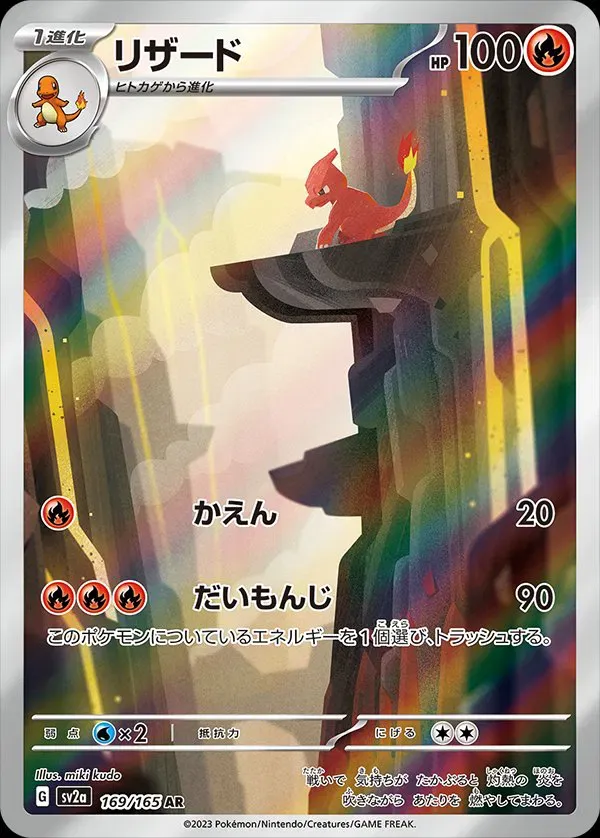 1進化 リザード HP 100
ヒトカゲから進化
かえん 20
だいもんじ 90
このポケモンについているエネルギーを1個選び、トラッシュする。
弱点 ×2 抵抗力 にげる
Illus. miki kudo
G sv2a 169/165 AR
戦いで 気持ちが たかぶると 灼熱の 炎を
吹きながら あたりを 燃やしてまわる。
©2023 Pokémon/Nintendo/Creatures/GAME FREAK.